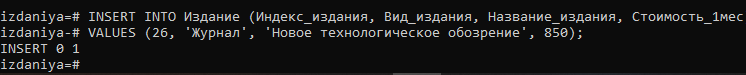 izdaniya=# INSERT INTO Издание (Индекс_издания, Вид_издания, Название_издания, Стоимость_1мес
izdaniya-# VALUES (26, 'Журнал', 'Новое технологическое обозрение', 850);
INSERT 0 1
izdaniya=#